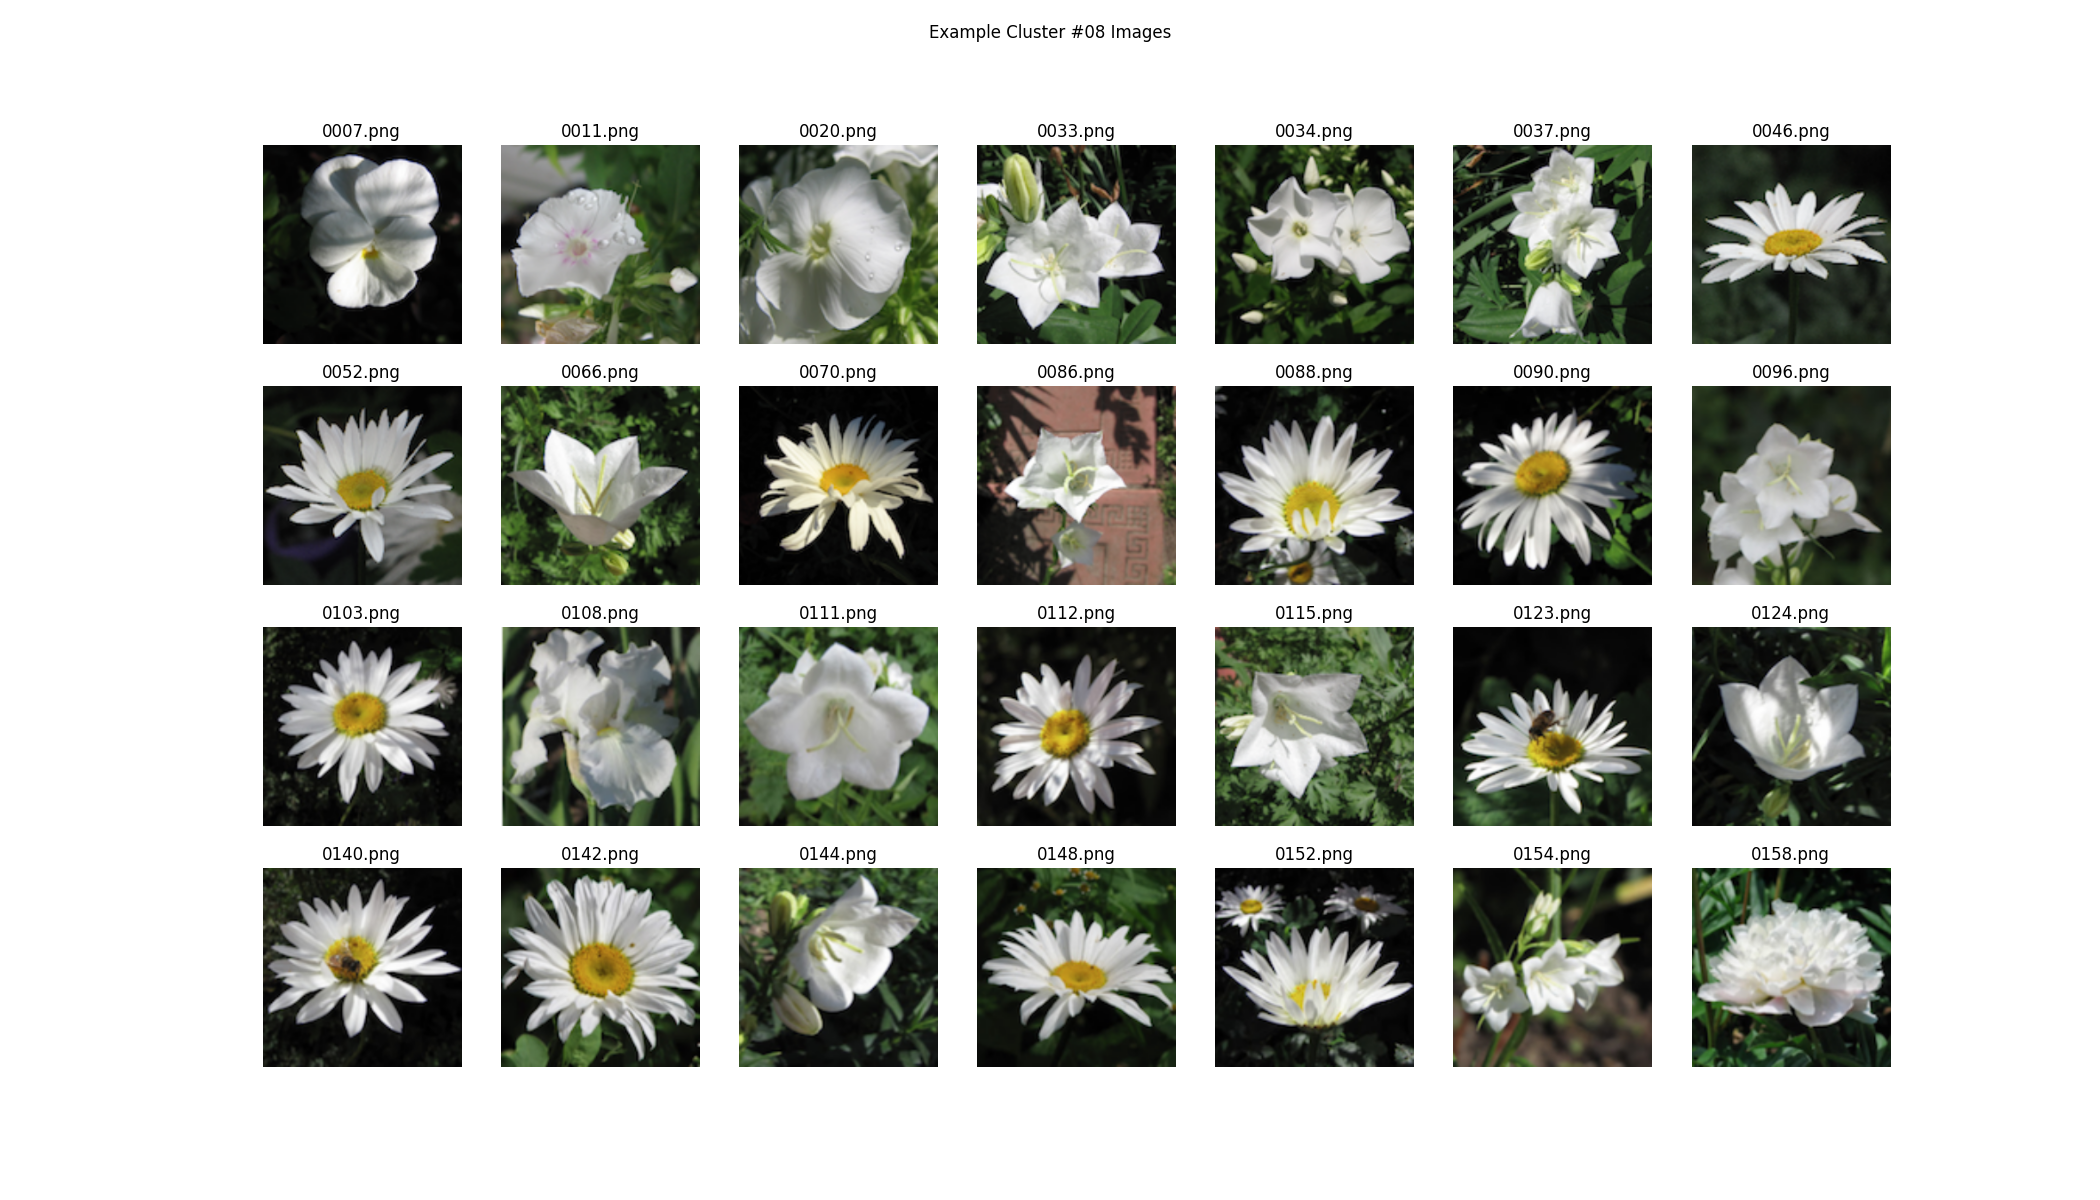 Example Cluster #08 Images
0007.png 0011.png 0020.png 0033.png 0034.png 0037.png 0046.png
0052.png 0066.png 0070.png 0086.png 0088.png 0090.png 0096.png
0103.png 0108.png 0111.png 0112.png 0115.png 0123.png 0124.png
0140.png 0142.png 0144.png 0148.png 0152.png 0154.png 0158.png